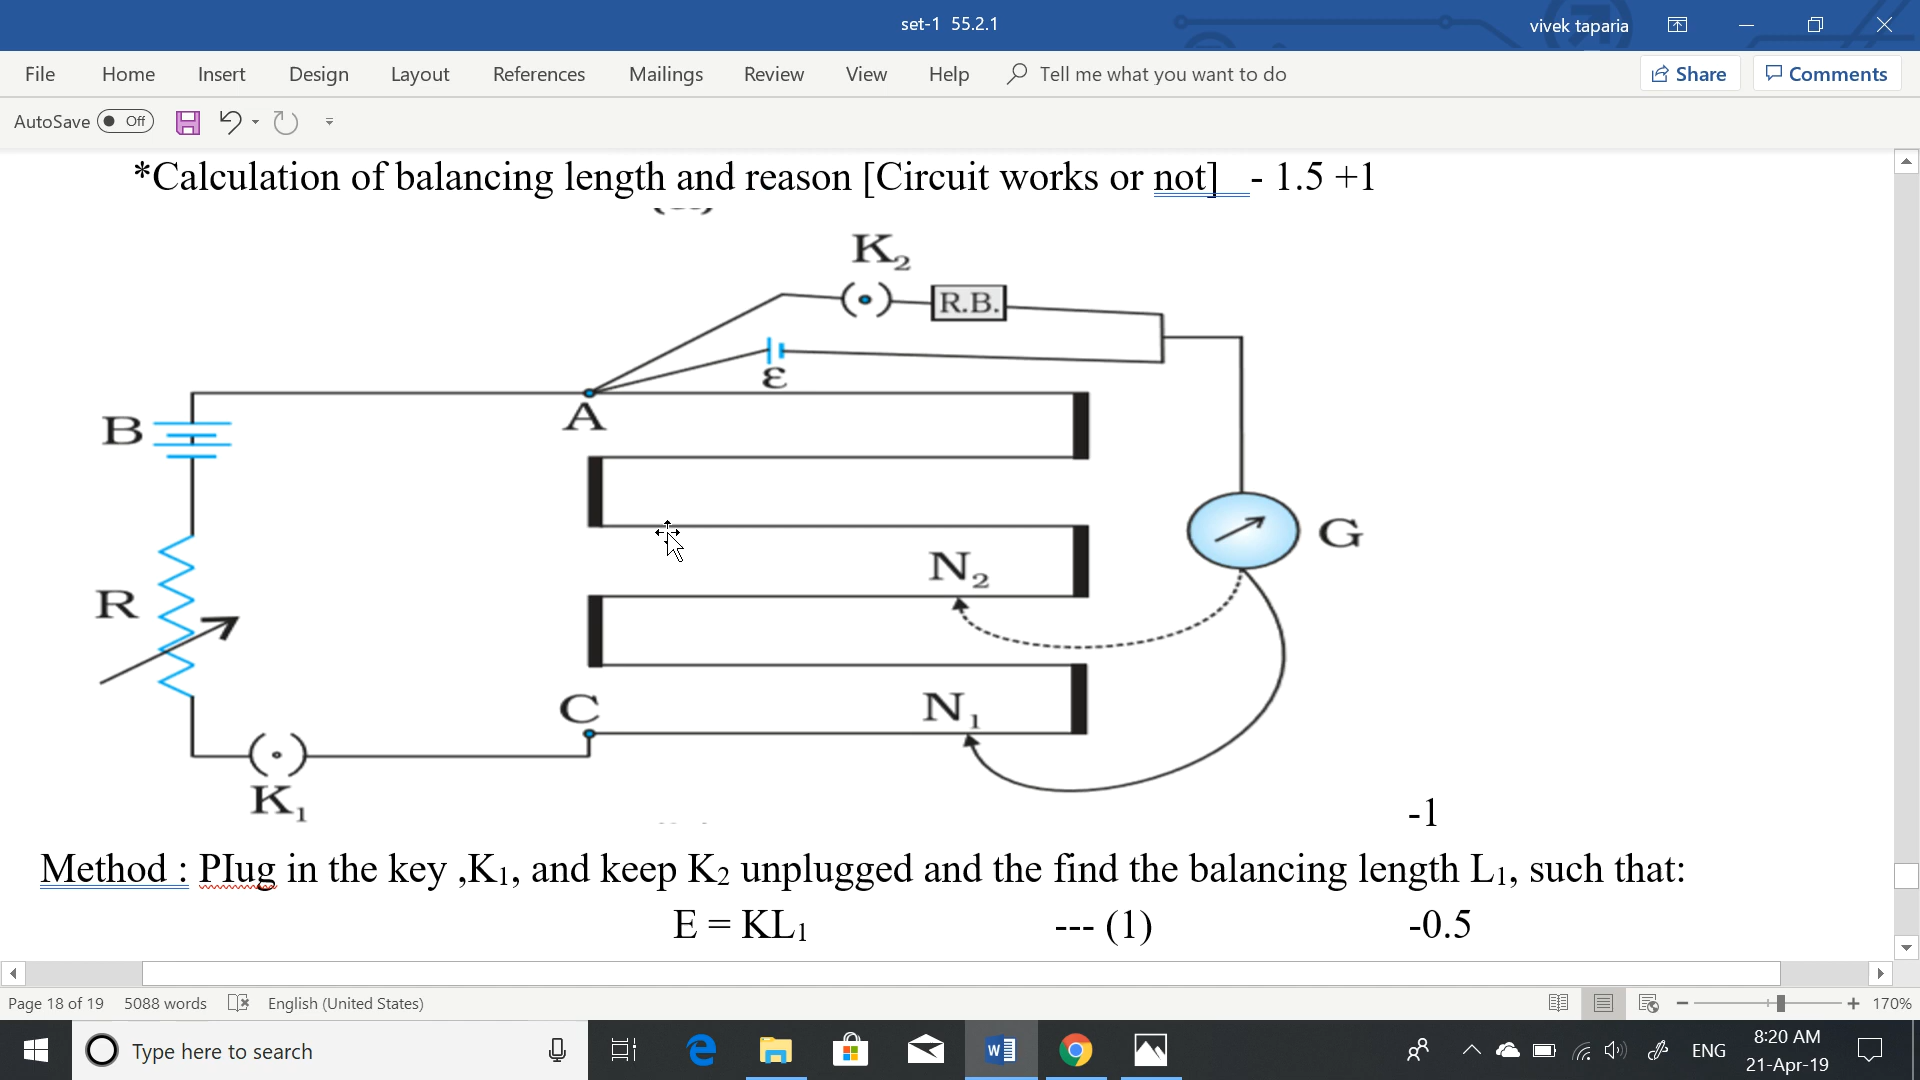 set-1 55.2.1
vivek taparia
File Home Insert Design Layout References Mailings Review View Help Tell me what you want to do
Share Comments
AutoSave Off
*Calculation of balancing length and reason [Circuit works or not] - 1.5 +1
K₂
R.B.
ε
A
B
G
N₂
R
C
N₁
K₁
-1
Method : PIug in the key ,K₁, and keep K₂ unplugged and the find the balancing length L₁, such that:
E = KL₁ --- (1) -0.5
Page 18 of 19 5088 words English (United States) 170%
Type here to search
ENG
8:20 AM
21-Apr-19